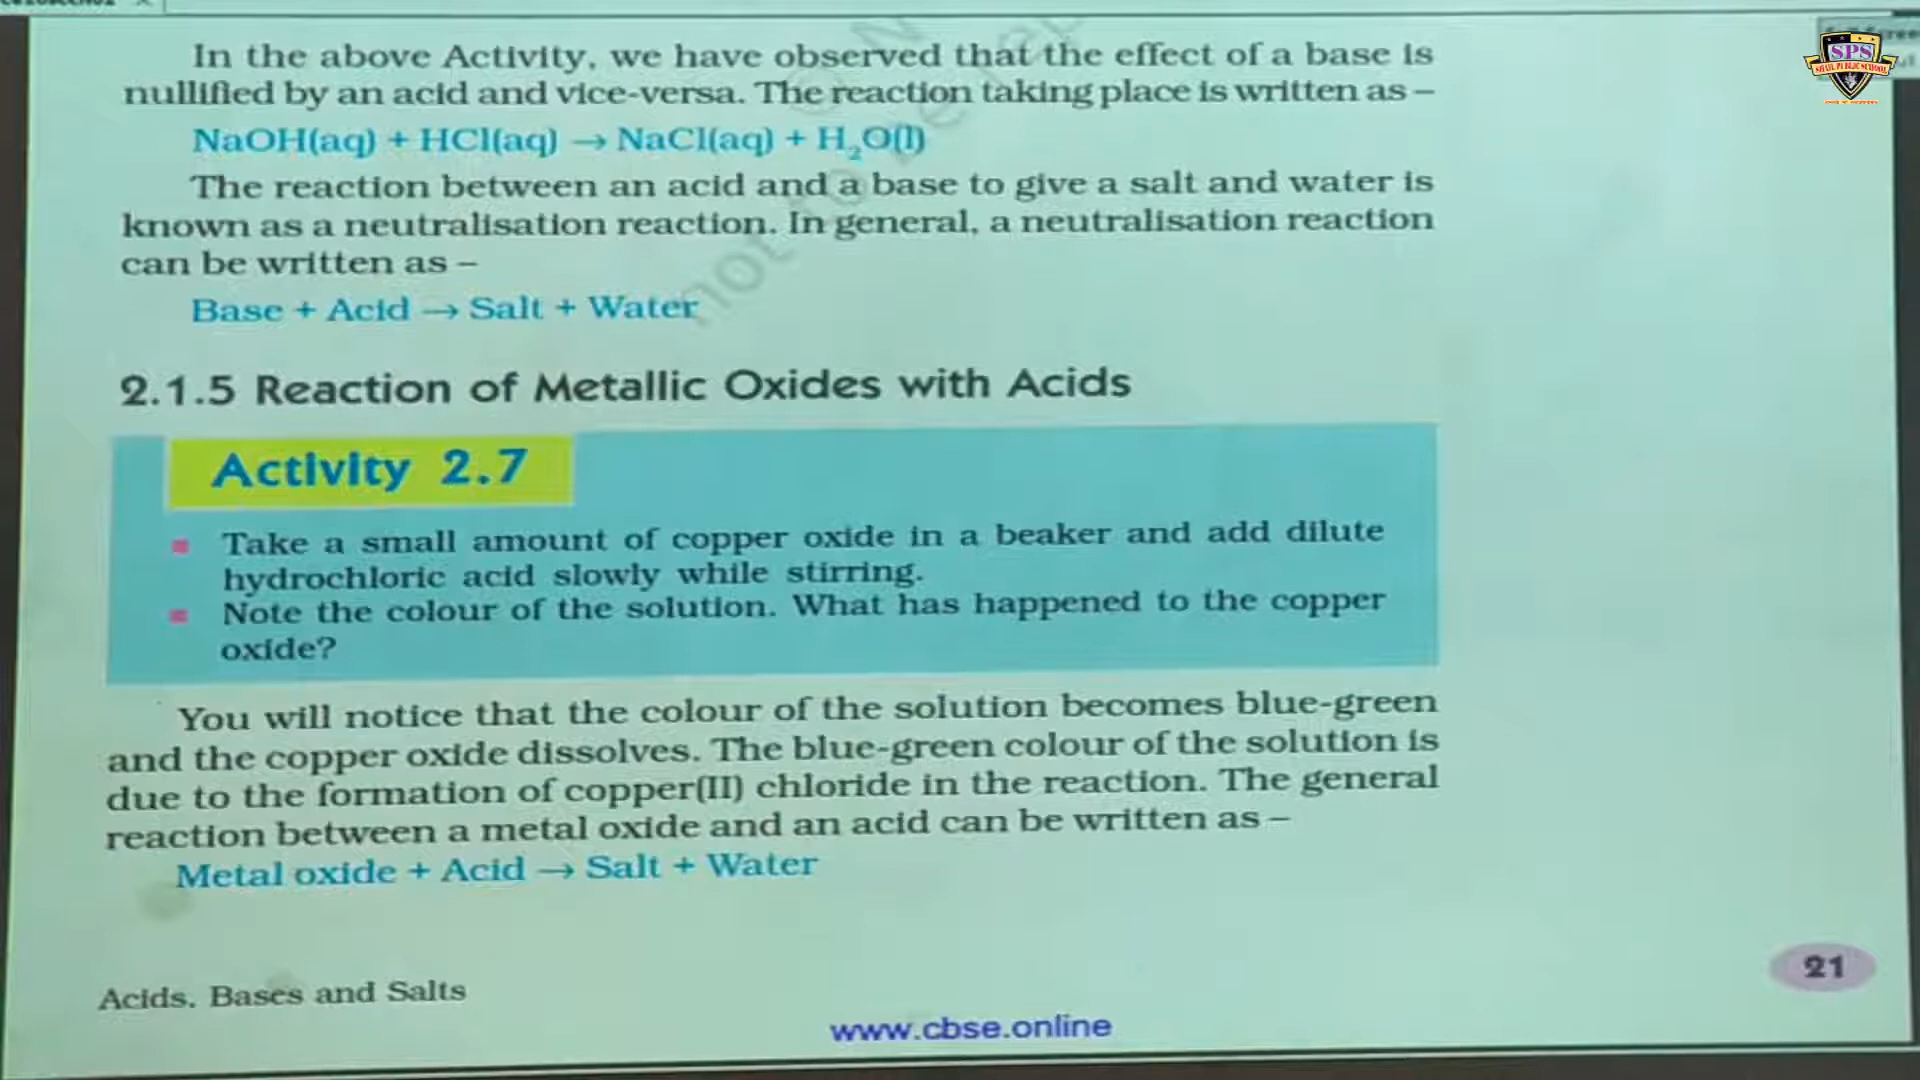 In the above Activity, we have observed that the effect of a base is
nullified by an acid and vice-versa. The reaction taking place is written as –
NaOH(aq) + HCl(aq) → NaCl(aq) + H₂O(l)
The reaction between an acid and a base to give a salt and water is
known as a neutralisation reaction. In general, a neutralisation reaction
can be written as –
Base + Acid → Salt + Water
2.1.5 Reaction of Metallic Oxides with Acids
Activity 2.7
Take a small amount of copper oxide in a beaker and add dilute
hydrochloric acid slowly while stirring.
Note the colour of the solution. What has happened to the copper
oxide?
You will notice that the colour of the solution becomes blue-green
and the copper oxide dissolves. The blue-green colour of the solution is
due to the formation of copper(II) chloride in the reaction. The general
reaction between a metal oxide and an acid can be written as –
Metal oxide + Acid → Salt + Water
Acids, Bases and Salts
21
www.cbse.online
SPS
not to be